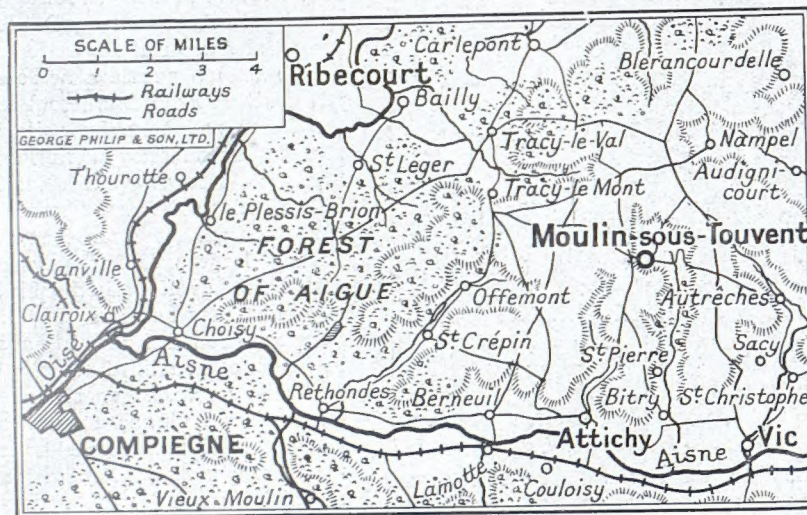 SCALE OF MILES
0 1 2 3 4
Railways
Roads
GEORGE PHILIP & SON, LTD.
Carlepont
Blerancourdelle
Ribecourt
Bailly
Tracy-le-Val
Nampel
St Leger
Audigni-
court
Thourotte
Tracy-le Mont
le Plessis-Brion
FOREST
Moulin-sous-Touvent
Janville
OF AIGUE
Offemont
Autreches
Clairoix
Choisy
St Crépin
Sacy
Oise
Aisne
St Pierre
Rethondes
Berneuil
Bitry
St Christophe
COMPIEGNE
Attichy
Aisne
Vic
Lamotte
Couloisy
Vieux Moulin